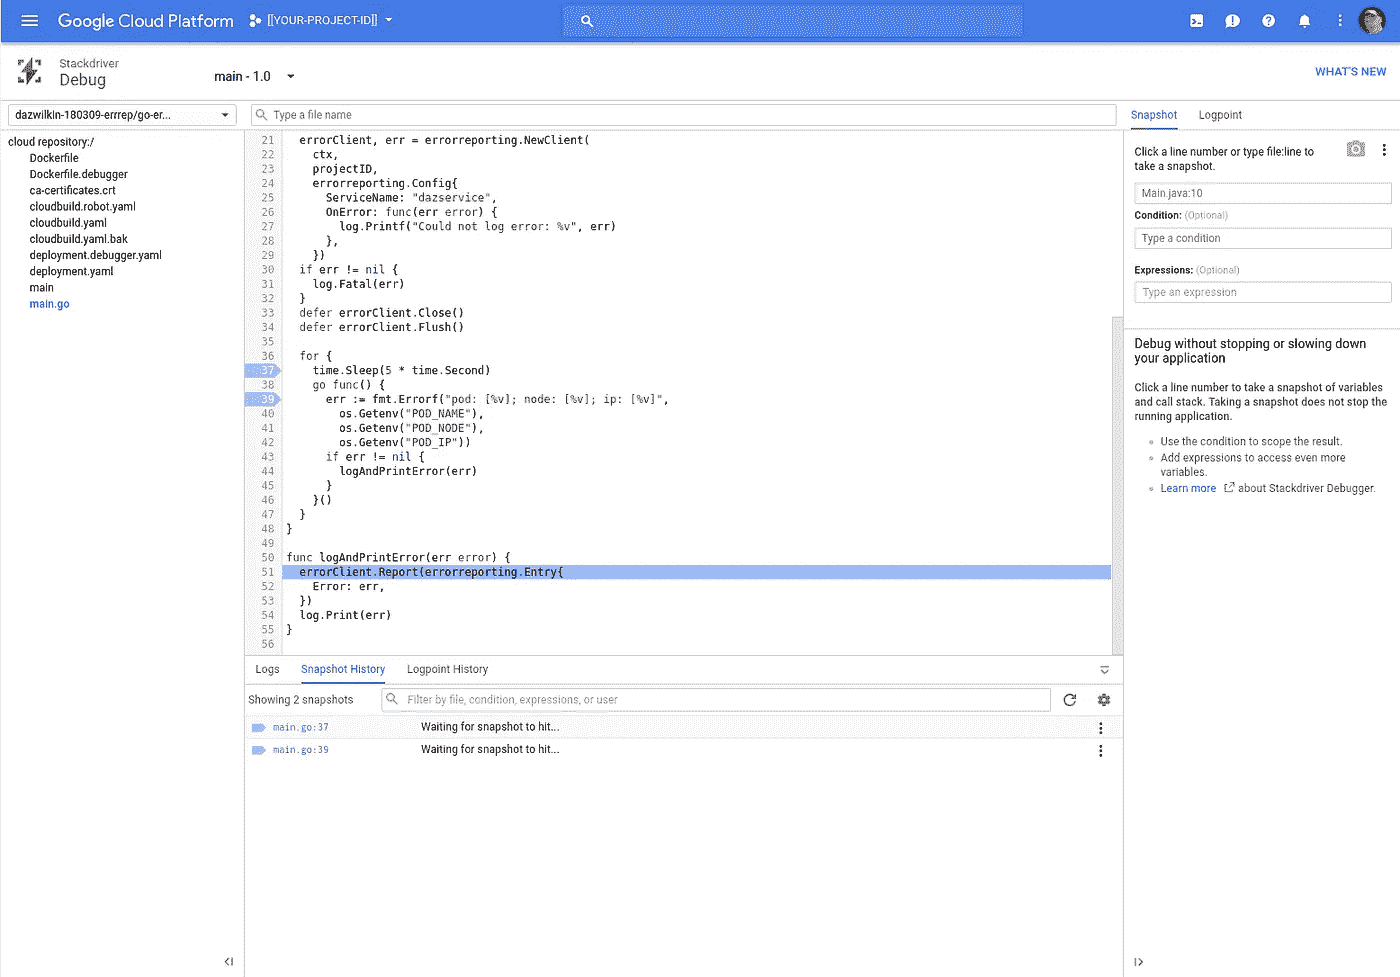 Google Cloud Platform [[YOUR-PROJECT-ID]]
Stackdriver
Debug
main - 1.0
WHAT'S NEW
dazwilkin-180309-errrep/go-er...
Type a file name
Snapshot Logpoint
cloud repository:/
Dockerfile
Dockerfile.debugger
ca-certificates.crt
cloudbuild.robot.yaml
cloudbuild.yaml
cloudbuild.yaml.bak
deployment.debugger.yaml
deployment.yaml
main
main.go
21 errorClient, err = errorreporting.NewClient(
22 ctx,
23 projectID,
24 errorreporting.Config{
25 ServiceName: "dazservice",
26 OnError: func(err error) {
27 log.Printf("Could not log error: %v", err)
28 },
29 })
30 if err != nil {
31 log.Fatal(err)
32 }
33 defer errorClient.Close()
34 defer errorClient.Flush()
35
36 for {
37 time.Sleep(5 * time.Second)
38 go func() {
39 err := fmt.Errorf("pod: [%v]; node: [%v]; ip: [%v]",
40 os.Getenv("POD_NAME"),
41 os.Getenv("POD_NODE"),
42 os.Getenv("POD_IP"))
43 if err != nil {
44 logAndPrintError(err)
45 }
46 }()
47 }
48 }
49
50 func logAndPrintError(err error) {
51 errorClient.Report(errorreporting.Entry{
52 Error: err,
53 })
54 log.Print(err)
55 }
56
Logs Snapshot History Logpoint History
Showing 2 snapshots
Filter by file, condition, expressions, or user
main.go:37 Waiting for snapshot to hit...
main.go:39 Waiting for snapshot to hit...
Click a line number or type file:line to
take a snapshot.
Main.java:10
Condition: (Optional)
Type a condition
Expressions: (Optional)
Type an expression
Debug without stopping or slowing down
your application
Click a line number to take a snapshot of variables
and call stack. Taking a snapshot does not stop the
running application.
Use the condition to scope the result.
Add expressions to access even more
variables.
Learn more about Stackdriver Debugger.